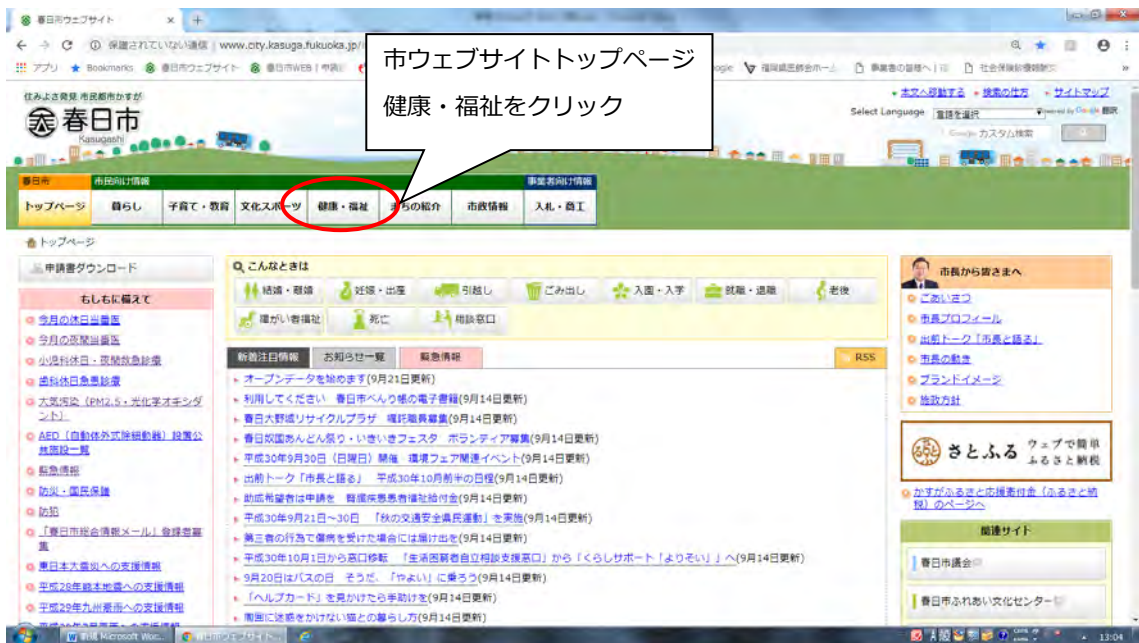 春日市ウェブサイト
保護されていない通信 | www.city.kasuga.fukuoka.jp/
アプリ Bookmarks 春日市ウェブサイト
市ウェブサイトトップページ
健康・福祉をクリック
住みよさ発見 市民都市かすが
春日市
Kasugashi
本文へ移動する 検索の仕方 サイトマップ
Select Language 言語を選択
カスタム検索
春日市 市民向け情報 事業者向け情報
トップページ 暮らし 子育て・教育 文化スポーツ 健康・福祉 まちの紹介 市政情報 入札・商工
トップページ
申請書ダウンロード
もしもに備えて
今月の休日当番医
今月の夜間当番医
小児科休日・夜間救急診療
歯科休日急患診療
大気汚染（PM2.5・光化学オキシダント）
AED（自動体外式除細動器）設置公共施設一覧
緊急情報
防災・国民保護
防犯
「春日市総合情報メール」登録者募集
東日本大震災への支援情報
平成28年熊本地震への支援情報
平成29年九州豪雨への支援情報
こんなときは
結婚・離婚 妊娠・出産 引越し ごみ出し 入園・入学 就職・退職 老後
障がい者福祉 死亡 相談窓口
新着注目情報 お知らせ一覧 緊急情報 RSS
オープンデータを始めます(9月21日更新)
利用してください 春日市べんり帳の電子書籍(9月14日更新)
春日大野城リサイクルプラザ 嘱託職員募集(9月14日更新)
春日奴国あんどん祭り・いきいきフェスタ ボランティア募集(9月14日更新)
平成30年9月30日（日曜日）開催 環境フェア関連イベント(9月14日更新)
出前トーク「市長と語る」 平成30年10月前半の日程(9月14日更新)
助成希望者は申請を 腎臓疾患患者福祉給付金(9月14日更新)
平成30年9月21日～30日 「秋の交通安全県民運動」を実施(9月14日更新)
第三者の行為で傷病を受けた場合には届け出を(9月14日更新)
平成30年10月1日から窓口移転 「生活困窮者自立相談支援窓口」から「くらしサポート「よりそい」」へ(9月14日更新)
9月20日はバスの日 そうだ、「やよい」に乗ろう(9月14日更新)
「ヘルプカード」を見かけたら手助けを(9月14日更新)
周囲に迷惑をかけない猫との暮らし方(9月14日更新)
市長から皆さまへ
ごあいさつ
市長プロフィール
出前トーク「市長と語る」
市長の動き
ブランドイメージ
施政方針
さとふる ウェブで簡単
ふるさと納税
かすがふるさと応援寄付金（ふるさと納税）のページへ
関連サイト
春日市議会
春日市ふれあい文化センター
13:04